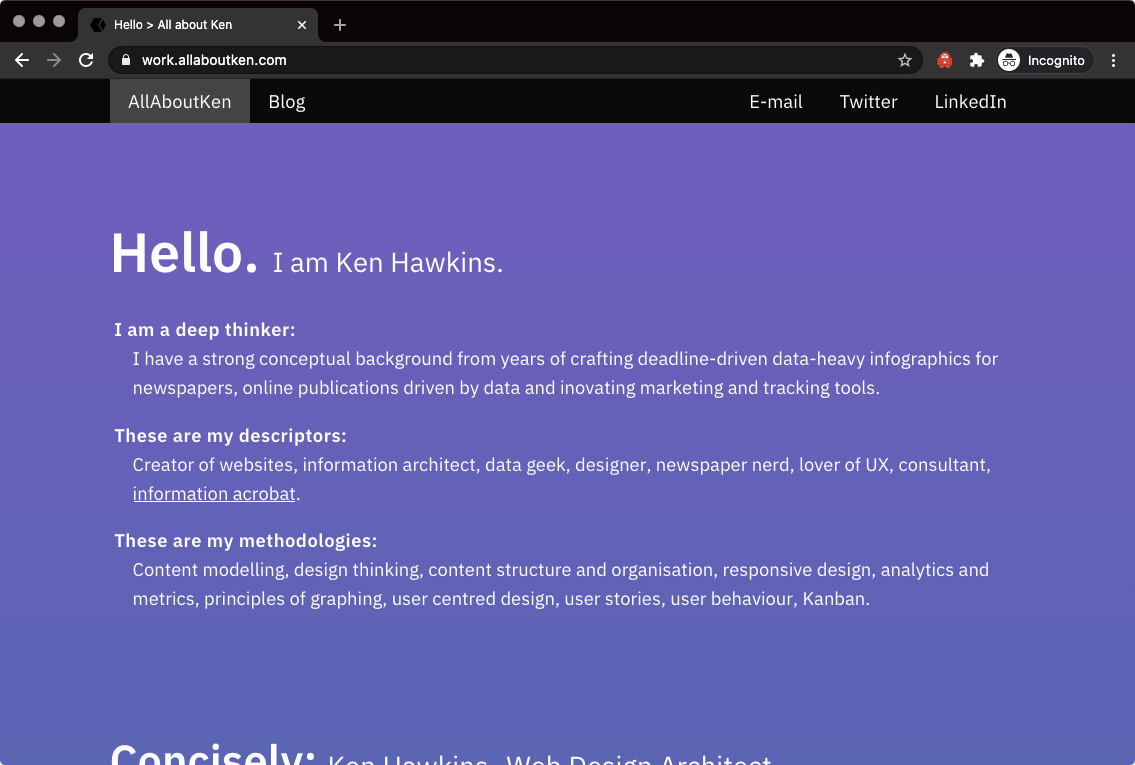 Hello > All about Ken
work.allaboutken.com
Incognito
AllAboutKen Blog E-mail Twitter LinkedIn
Hello. I am Ken Hawkins.
I am a deep thinker:
I have a strong conceptual background from years of crafting deadline-driven data-heavy infographics for
newspapers, online publications driven by data and inovating marketing and tracking tools.
These are my descriptors:
Creator of websites, information architect, data geek, designer, newspaper nerd, lover of UX, consultant,
information acrobat.
These are my methodologies:
Content modelling, design thinking, content structure and organisation, responsive design, analytics and
metrics, principles of graphing, user centred design, user stories, user behaviour, Kanban.
Concisely: Ken Hawkins, Web Design Architect